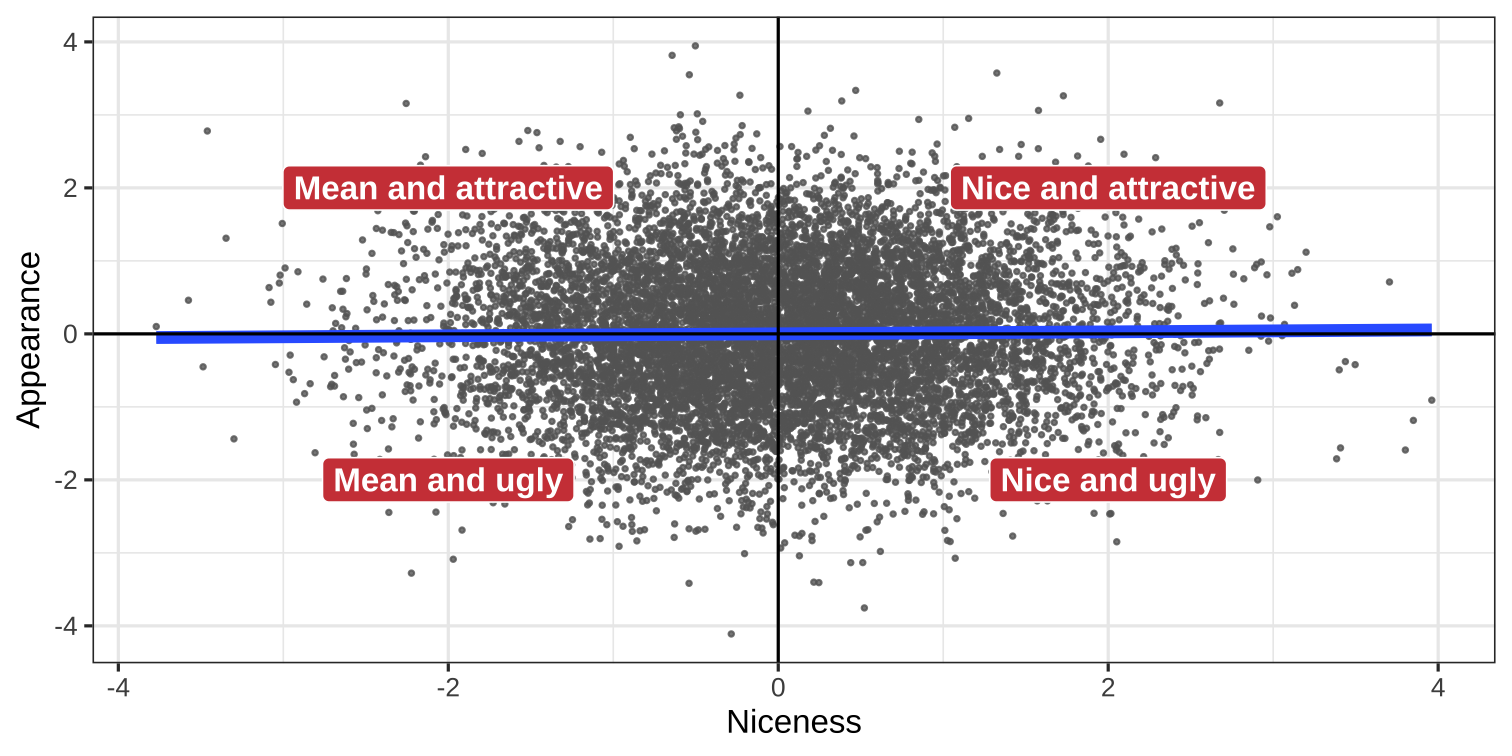 4
Mean and attractive
Nice and attractive
2
Appearance
0
Mean and ugly
Nice and ugly
-2
-4
-4 -2 0 2 4
Niceness